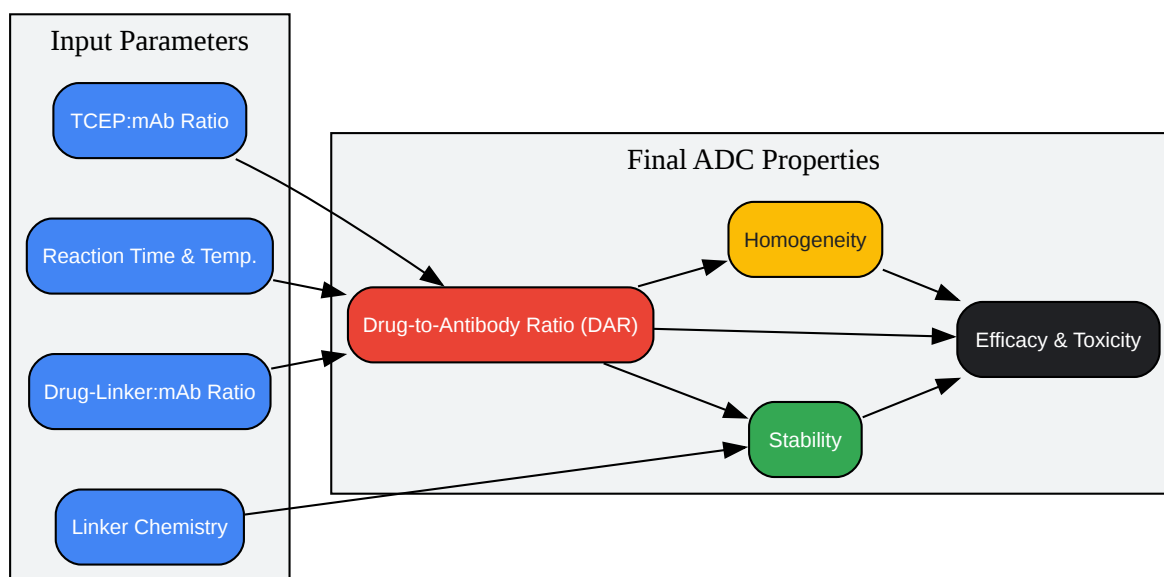 Input Parameters
TCEP:mAb Ratio
Reaction Time & Temp.
Drug-Linker:mAb Ratio
Linker Chemistry
Final ADC Properties
Drug-to-Antibody Ratio (DAR)
Homogeneity
Stability
Efficacy & Toxicity